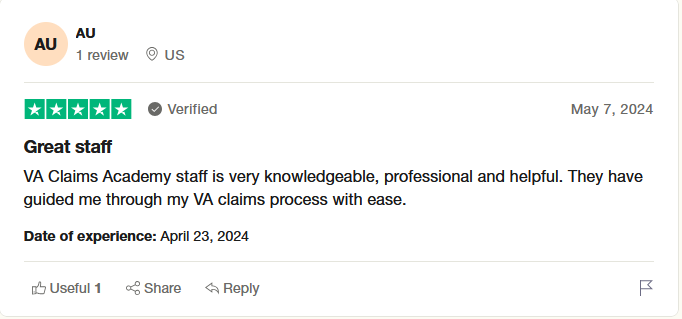 AU
AU
1 review US
Verified May 7, 2024
Great staff
VA Claims Academy staff is very knowledgeable, professional and helpful. They have
guided me through my VA claims process with ease.
Date of experience: April 23, 2024
Useful 1 Share Reply